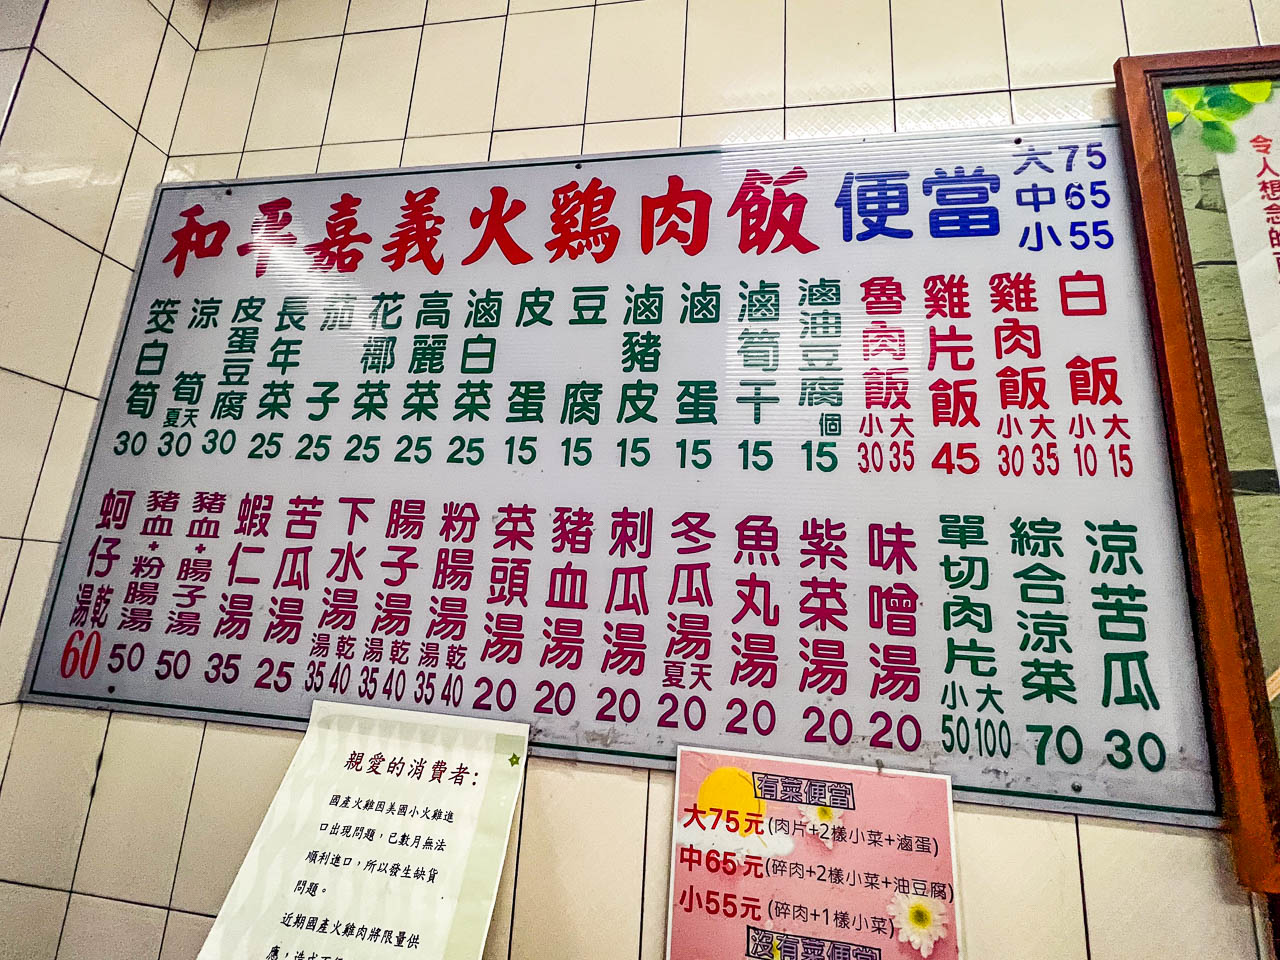 和平嘉義火鷄肉飯 便當 大75 中65 小55
白飯 小10 大15
雞肉飯 小30 大35
雞片飯 45
魯肉飯 小30 大35
滷油豆腐 個 15
滷筍干 15
滷蛋 15
滷豬皮 15
豆腐 15
皮蛋 15
滷白菜 25
高麗菜 25
花椰菜 25
茄子 25
長年菜 25
皮蛋豆腐 30
涼筍 夏天 30
筊白筍 30
涼苦瓜 30
綜合涼菜 70
單切肉片 小50 大100
味噌湯 20
紫菜湯 20
魚丸湯 20
冬瓜湯 夏天 20
刺瓜湯 20
豬血湯 20
菜頭湯 20
粉腸湯 湯35 乾40
腸子湯 湯35 乾40
下水湯 湯35 乾40
苦瓜湯 25
蝦仁湯 35
豬血+腸子湯 50
豬血+粉腸湯 50
蚵仔 湯 乾 60
親愛的消費者:
國產火雞因美國小火雞進
口出現問題，已數月無法
順利進口，所以發生缺貨
問題。
近期國產火雞肉將限量供
應，造成不
有菜便當
大75元(肉片+2樣小菜+滷蛋)
中65元(碎肉+2樣小菜+油豆腐)
小55元(碎肉+1樣小菜)
沒有菜便當
令人想念的